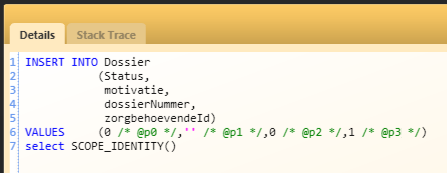 Details Stack Trace
1 INSERT INTO Dossier
2 (Status,
3 motivatie,
4 dossierNummer,
5 zorgbehoevendeId)
6 VALUES (0 /* @p0 */,'' /* @p1 */,0 /* @p2 */,1 /* @p3 */)
7 select SCOPE_IDENTITY()